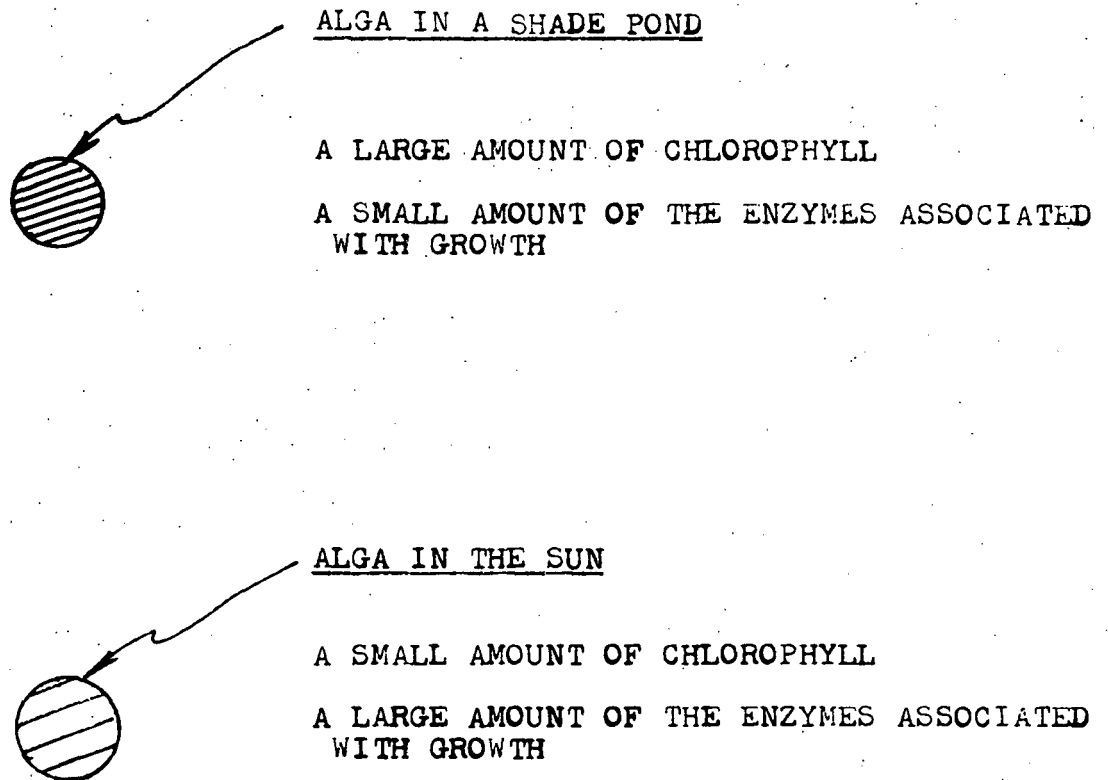 ALGA IN A SHADE POND
A LARGE AMOUNT OF CHLOROPHYLL
A SMALL AMOUNT OF THE ENZYMES ASSOCIATED
WITH GROWTH
ALGA IN THE SUN
A SMALL AMOUNT OF CHLOROPHYLL
A LARGE AMOUNT OF THE ENZYMES ASSOCIATED
WITH GROWTH